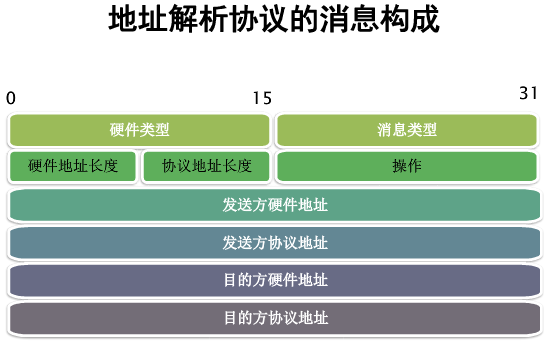 地址解析协议的消息构成
0 15 31
硬件类型 消息类型
硬件地址长度 协议地址长度 操作
发送方硬件地址
发送方协议地址
目的方硬件地址
目的方协议地址